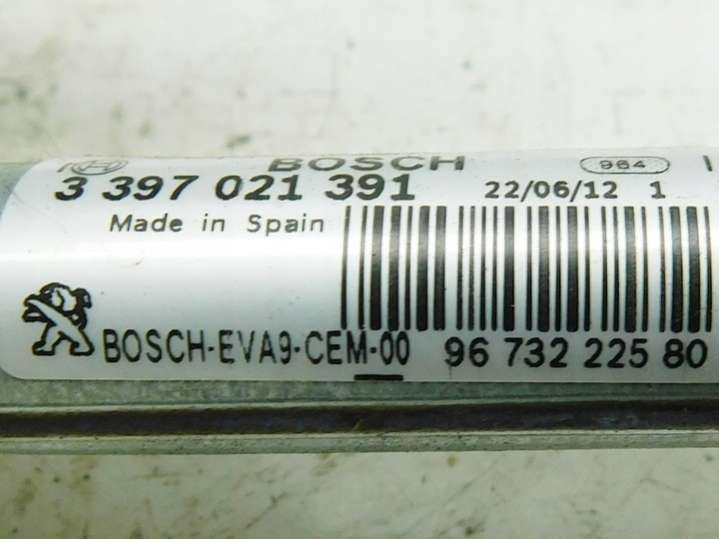 BOSCH 964
3 397 021 391 22/06/12 1
Made in Spain
BOSCH-EVA9-CEM-00 96 732 225 80